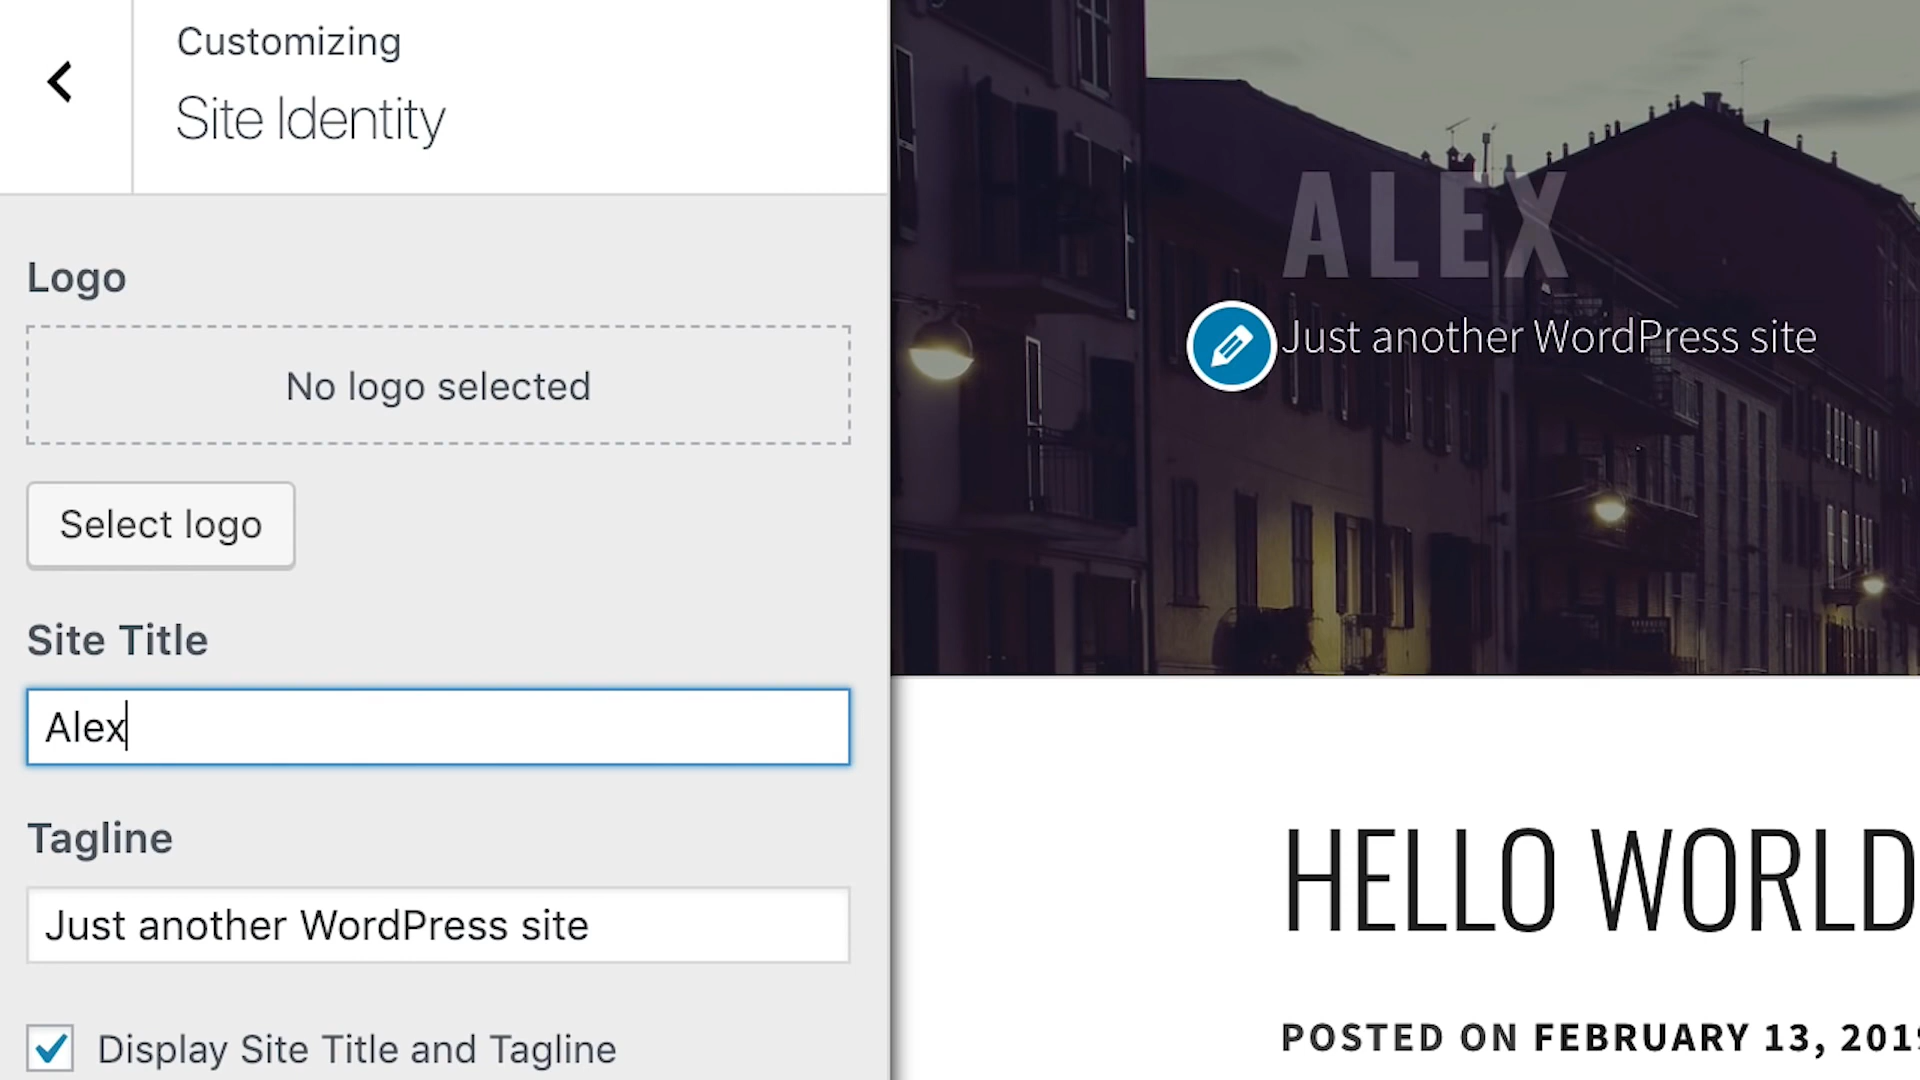 Customizing
Site Identity
Logo
No logo selected
Select logo
Site Title
Alex
Tagline
Just another WordPress site
Display Site Title and Tagline
ALEX
Just another WordPress site
HELLO WORLD
POSTED ON FEBRUARY 13, 2019